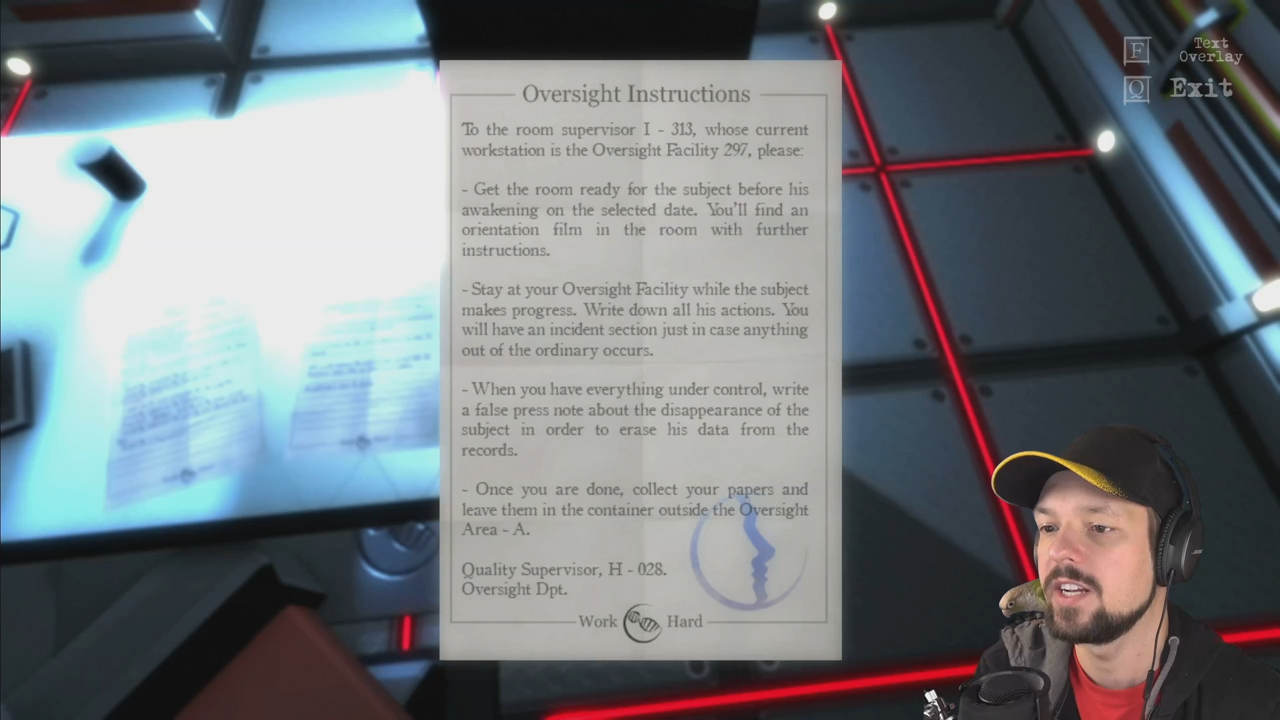 Oversight Instructions
To the room supervisor I - 313, whose current
workstation is the Oversight Facility 297, please:
- Get the room ready for the subject before his
awakening on the selected date. You'll find an
orientation film in the room with further
instructions.
- Stay at your Oversight Facility while the subject
makes progress. Write down all his actions. You
will have an incident section just in case anything
out of the ordinary occurs.
- When you have everything under control, write
a false press note about the disappearance of the
subject in order to erase his data from the
records.
- Once you are done, collect your papers and
leave them in the container outside the Oversight
Area - A.
Quality Supervisor, H - 028.
Oversight Dpt.
Work Hard
F Text
Overlay
Q Exit